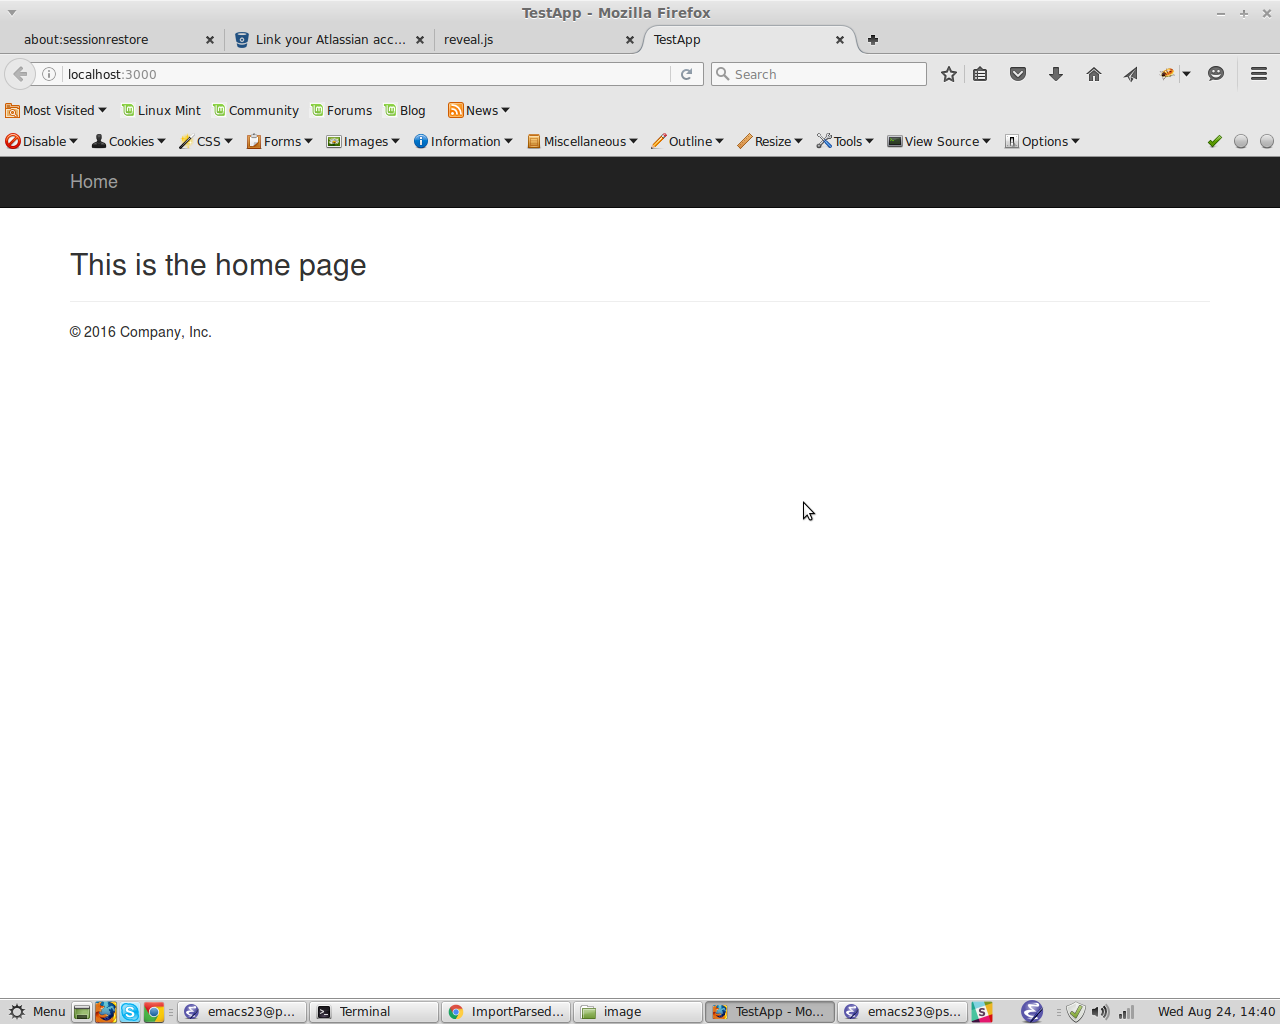 TestApp - Mozilla Firefox
about:sessionrestore
Link your Atlassian acc...
reveal.js
TestApp
localhost:3000
Search
Most Visited
Linux Mint
Community
Forums
Blog
News
Disable
Cookies
CSS
Forms
Images
Information
Miscellaneous
Outline
Resize
Tools
View Source
Options
Home
This is the home page
© 2016 Company, Inc.
Menu
emacs23@p...
Terminal
ImportParsed...
image
TestApp - Mo...
emacs23@ps...
Wed Aug 24, 14:40